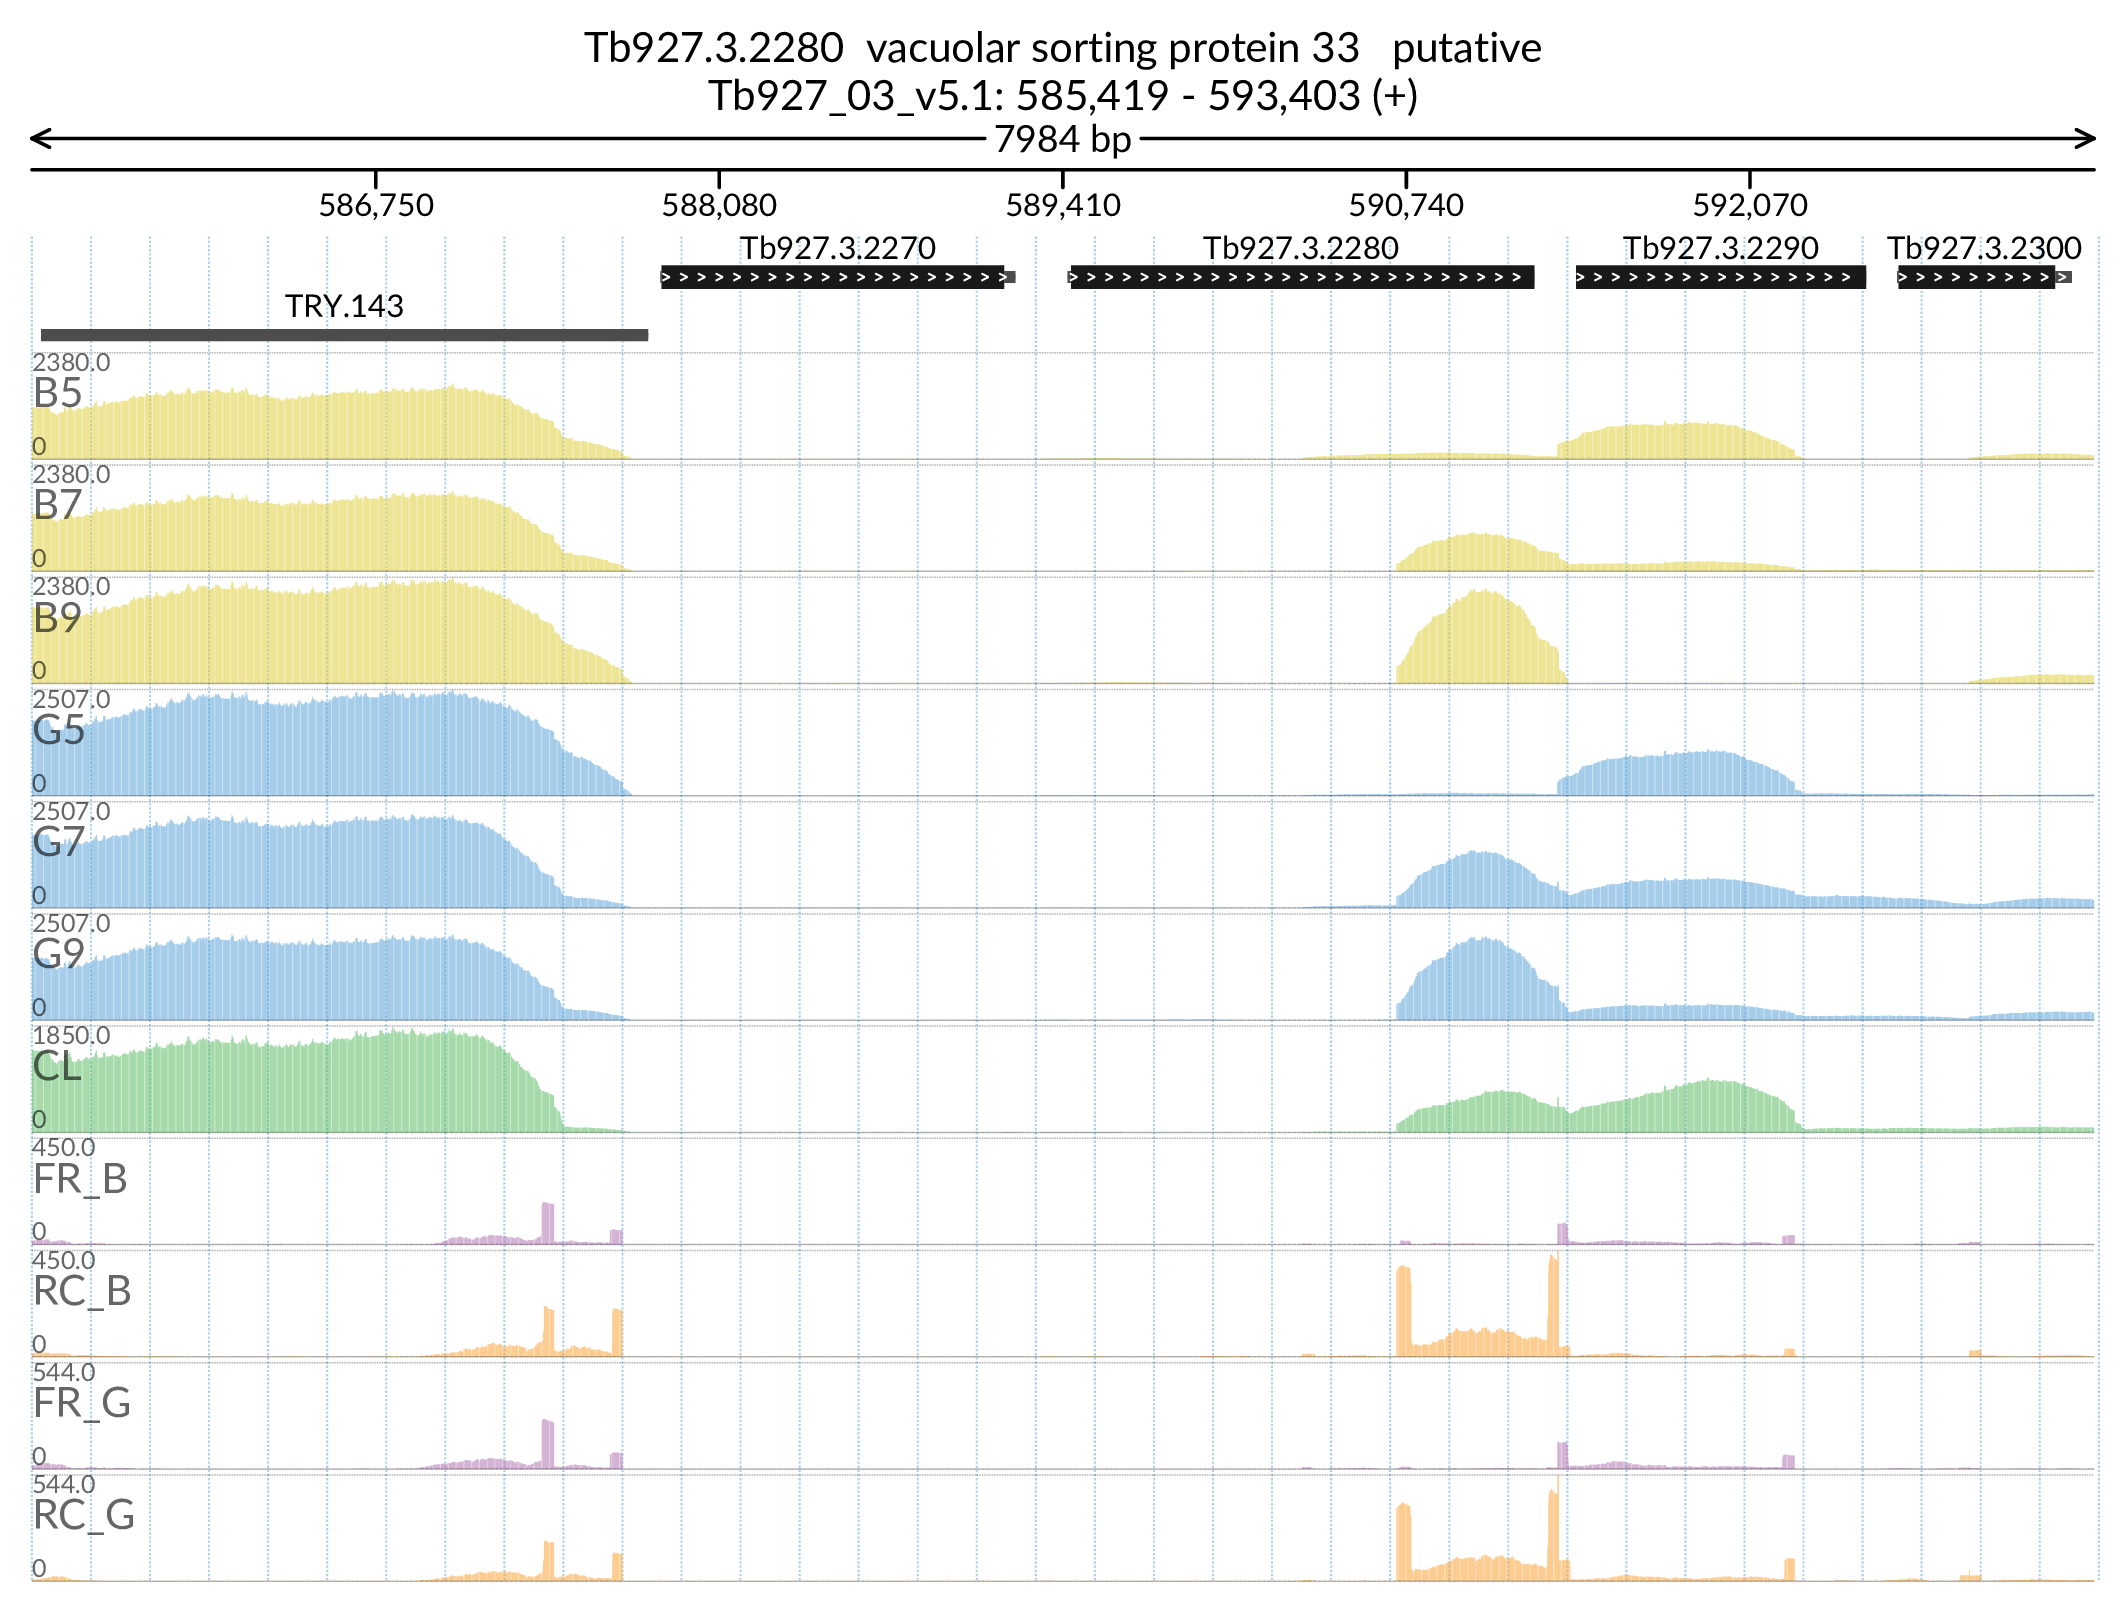 Tb927.3.2280 vacuolar sorting protein 33 putative
Tb927_03_v5.1: 585,419 - 593,403 (+)
7984 bp
586,750 588,080 589,410 590,740 592,070
Tb927.3.2270 Tb927.3.2280 Tb927.3.2290 Tb927.3.2300
TRY.143
2380.0
B5
0
2380.0
B7
0
2380.0
B9
0
2507.0
G5
0
2507.0
G7
0
2507.0
G9
0
1850.0
CL
0
450.0
FR_B
0
450.0
RC_B
0
544.0
FR_G
0
544.0
RC_G
0